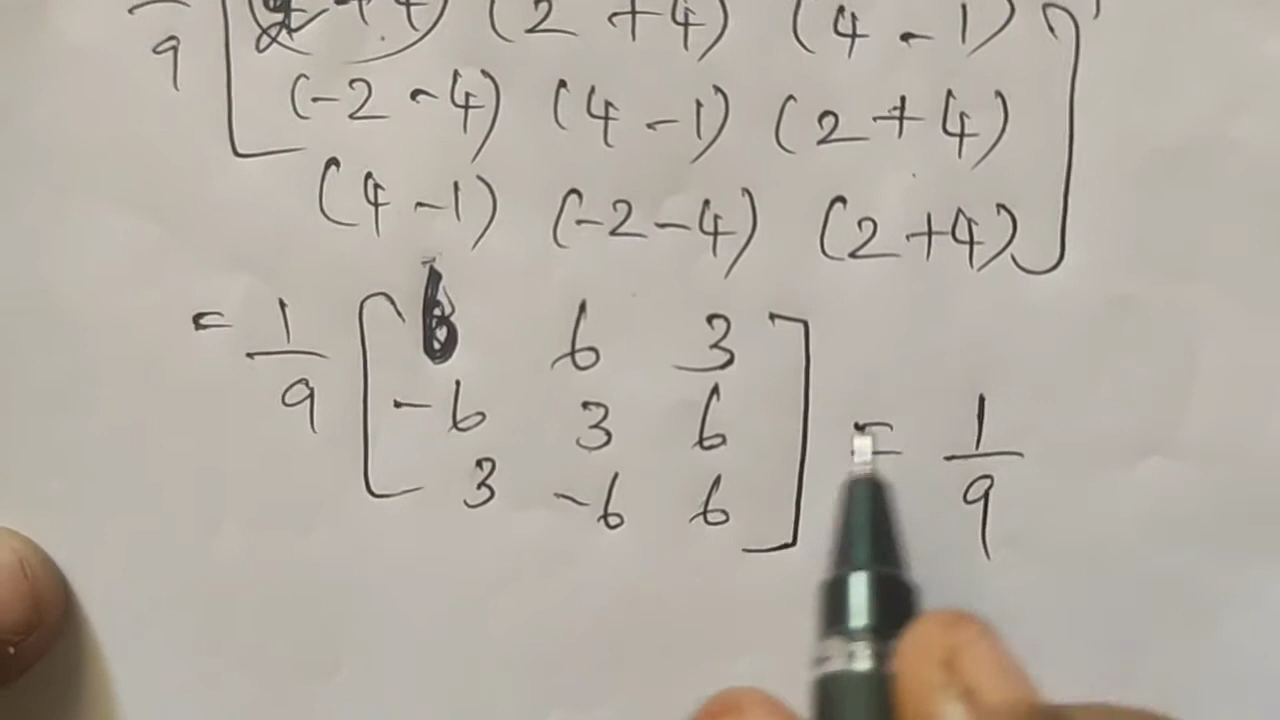 9 (2 + 4) (4 - 1)
(-2 - 4) (4 - 1) (2 + 4)
(4 - 1) (-2 - 4) (2 + 4)
= 1/9 [ 6 6 3
-6 3 6
3 -6 6 ] = 1/9